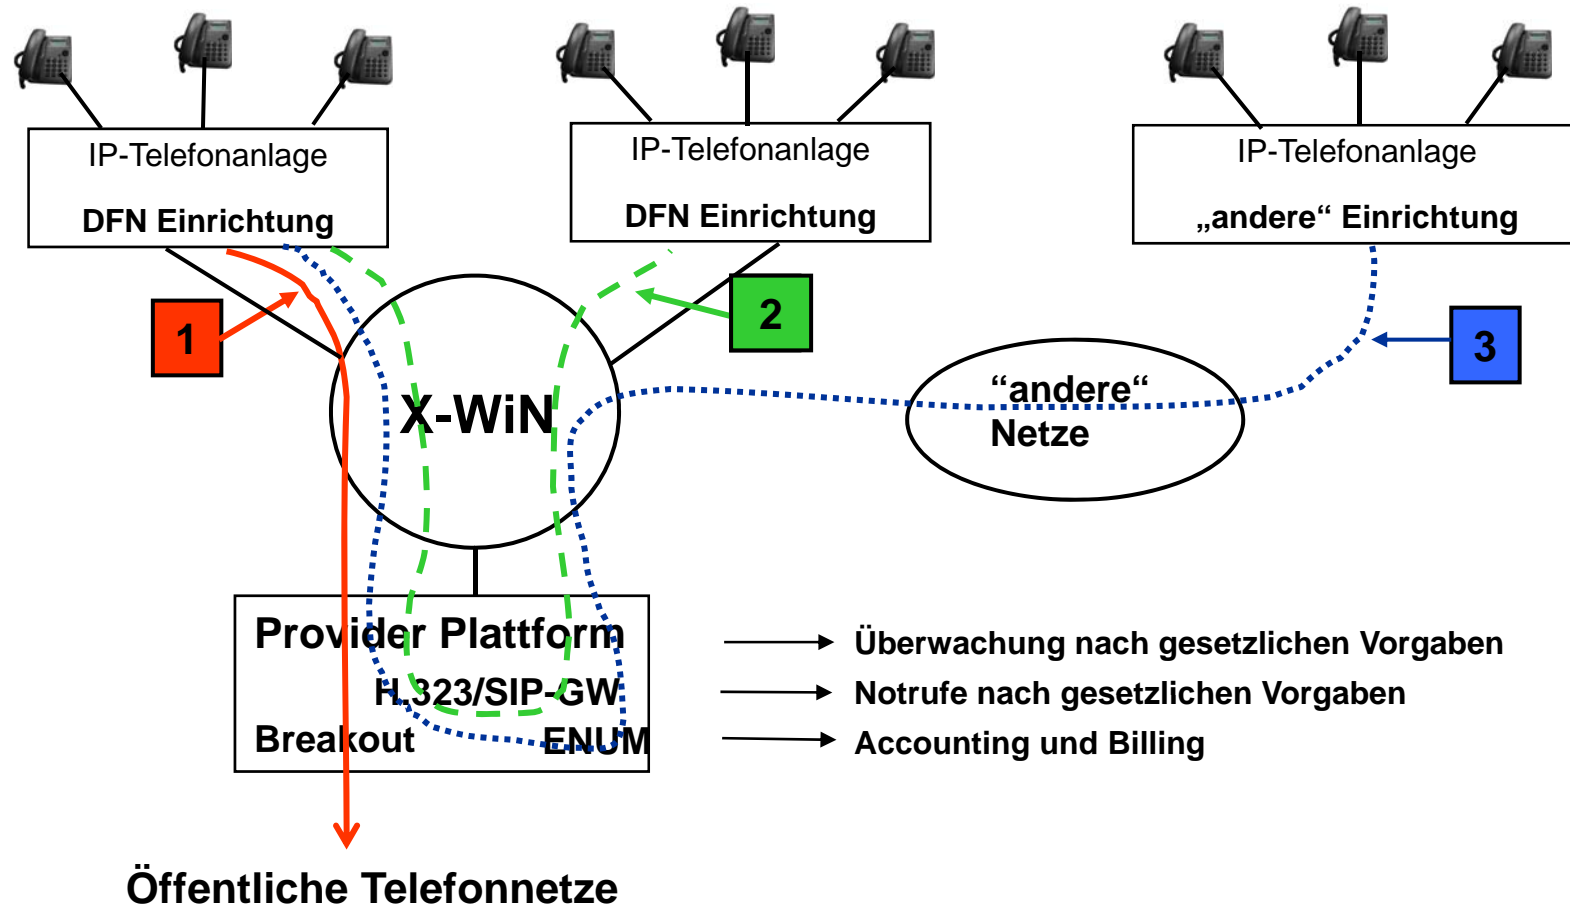 IP-Telefonanlage
DFN Einrichtung
IP-Telefonanlage
DFN Einrichtung
IP-Telefonanlage
„andere“ Einrichtung
1
2
3
X-WiN
“andere“
Netze
Provider Plattform
H.323/SIP-GW
Breakout
ENUM
Überwachung nach gesetzlichen Vorgaben
Notrufe nach gesetzlichen Vorgaben
Accounting und Billing
Öffentliche Telefonnetze